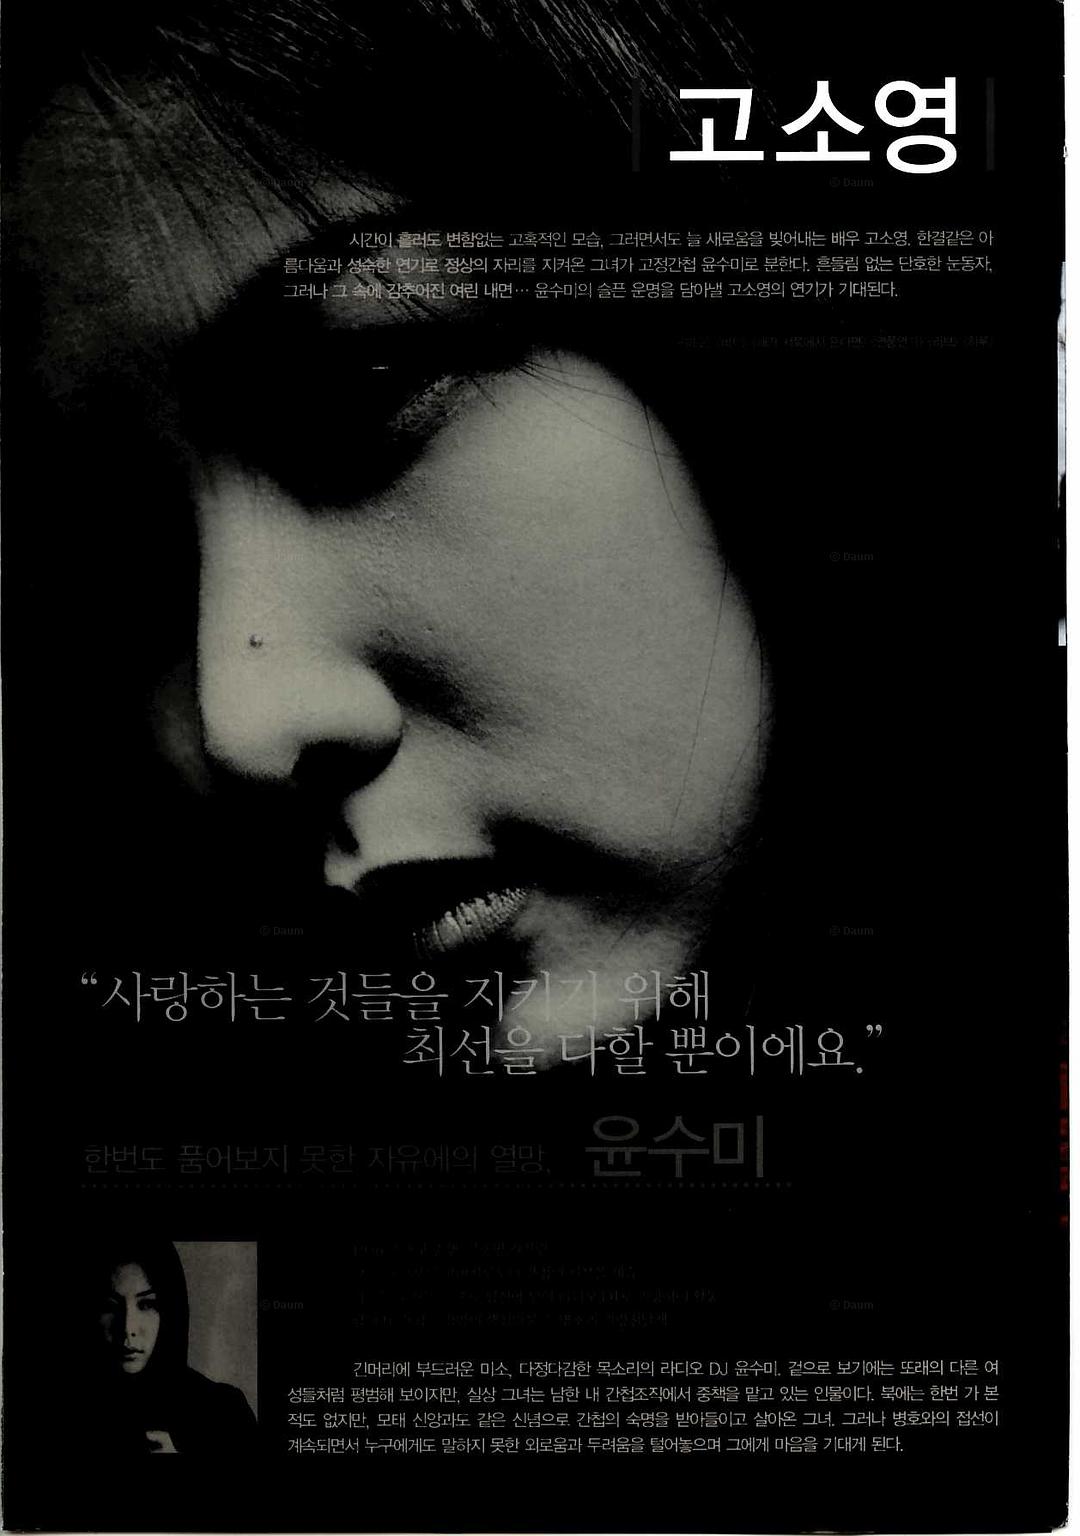 고소영
시간이 흘러도 변함없는 고혹적인 모습, 그러면서도 늘 새로움을 빚어내는 배우 고소영. 한결같은 아
름다움과 성숙한 연기로 정상의 자리를 지켜온 그녀가 고정간첩 윤수미로 분한다. 흔들림 없는 단호한 눈동자,
그러나 그 속에 감추어진 여린 내면… 윤수미의 슬픈 운명을 담아낼 고소영의 연기가 기대된다.
“사랑하는 것들을 지키기 위해
최선을 다할 뿐이에요.”
한번도 품어보지 못한 자유에의 열망, 윤수미
긴머리에 부드러운 미소, 다정다감한 목소리의 라디오 DJ 윤수미. 겉으로 보기에는 또래의 다른 여
성들처럼 평범해 보이지만, 실상 그녀는 남한 내 간첩조직에서 중책을 맡고 있는 인물이다. 북에는 한번 가 본
적도 없지만, 모태 신앙과도 같은 신념으로 간첩의 숙명을 받아들이고 살아온 그녀. 그러나 병호와의 접선이
계속되면서 누구에게도 말하지 못한 외로움과 두려움을 털어놓으며 그에게 마음을 기대게 된다.
© Daum
© Daum
© Daum
© Daum
© Daum
© Daum
© Daum
© Daum